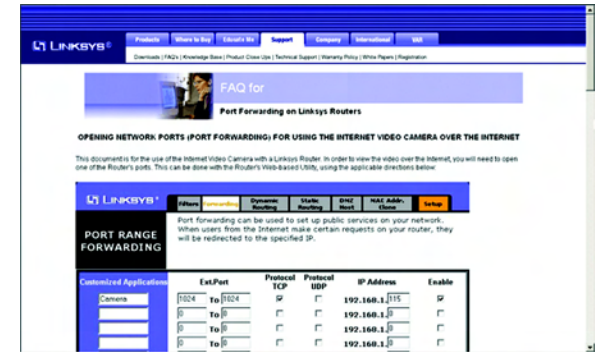 LINKSYS®
Products Where to Buy Educate Me Support Company International VAR
Downloads | FAQ's | Knowledge Base | Product Close Ups | Technical Support | Warranty Policy | White Papers | Registration
FAQ for
Port Forwarding on Linksys Routers
OPENING NETWORK PORTS (PORT FORWARDING) FOR USING THE INTERNET VIDEO CAMERA OVER THE INTERNET
This document is for the use of the Internet Video Camera with a Linksys Router. In order to view the video over the Internet, you will need to open
one of the Router's ports. This can be done with the Router's Web-based Utility, using the applicable directions below:
LINKSYS®
Filters Forwarding Dynamic Routing Static Routing DMZ Host MAC Addr. Clone Setup
PORT RANGE
FORWARDING
Port forwarding can be used to set up public services on your network.
When users from the Internet make certain requests on your router, they
will be redirected to the specified IP.
Customized Applications Ext.Port Protocol TCP Protocol UDP IP Address Enable
Camera 1024 To 1024 192.168.1.115
0 To 0 192.168.1.0
0 To 0 192.168.1.0
0 To 0 192.168.1.0